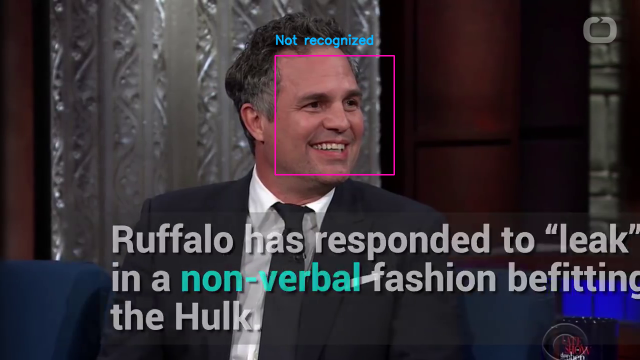 Not recognized
Ruffalo has responded to “leak”
in a non-verbal fashion befitting
the Hulk.